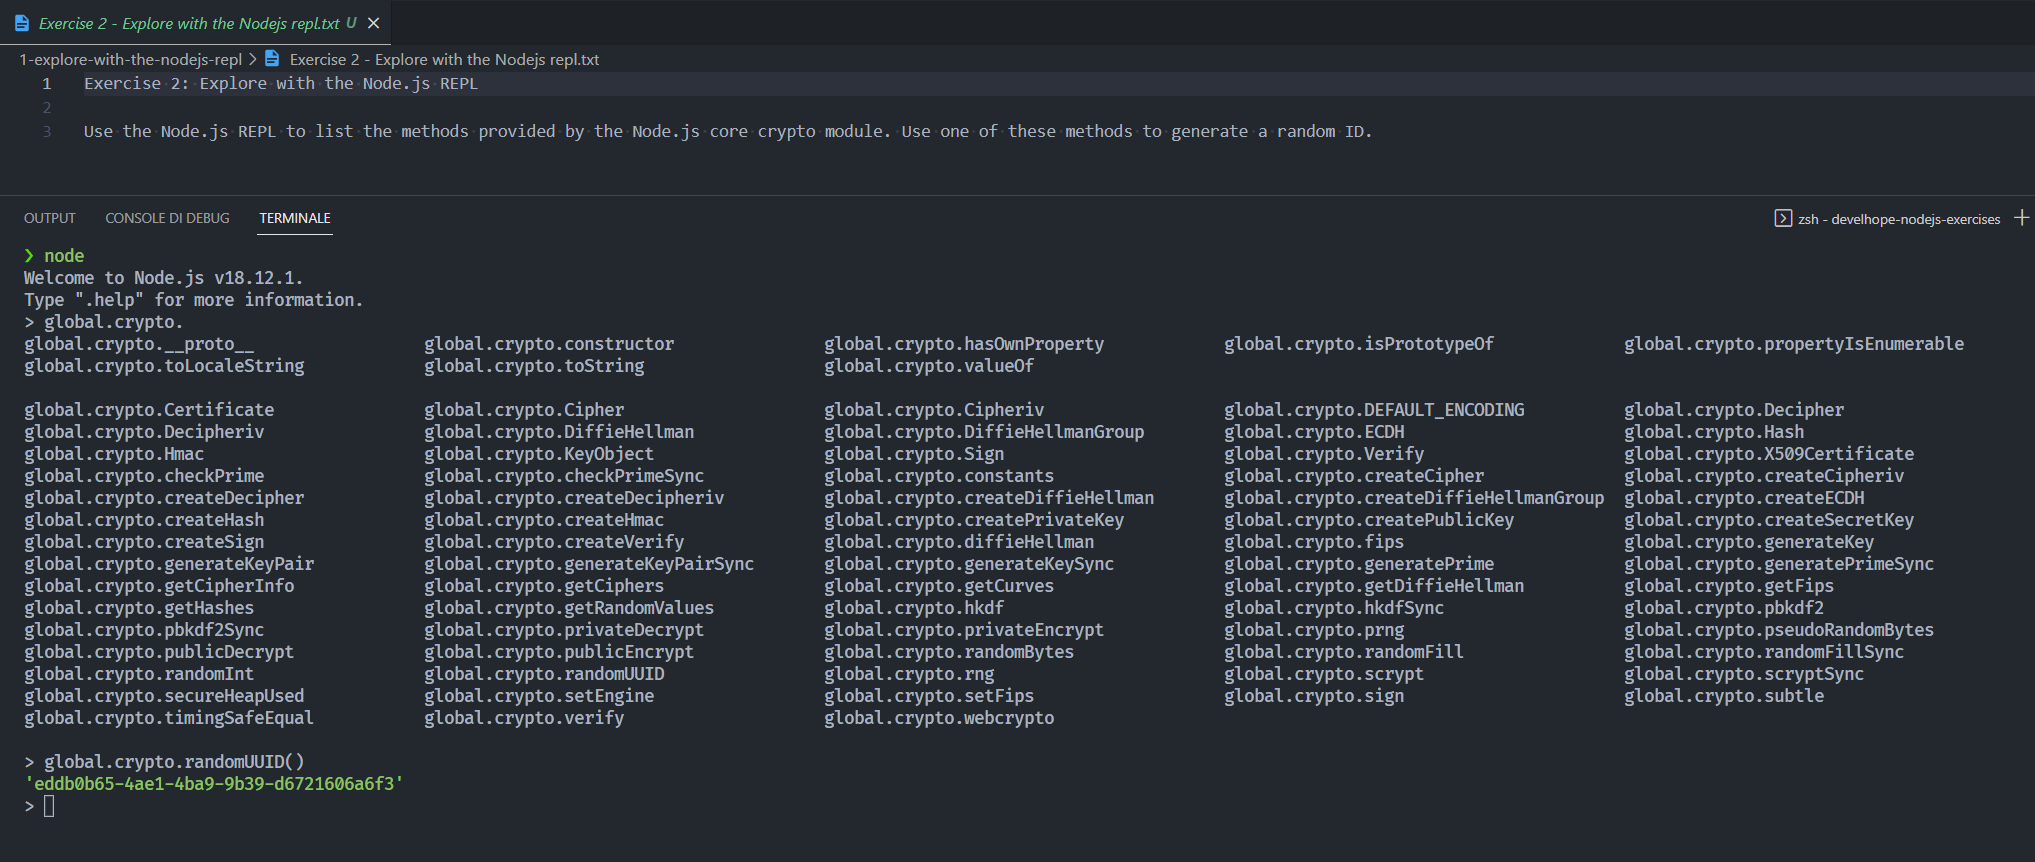 Exercise 2 - Explore with the Nodejs repl.txt U
1-explore-with-the-nodejs-repl > Exercise 2 - Explore with the Nodejs repl.txt
1 Exercise 2: Explore with the Node.js REPL
2
3 Use the Node.js REPL to list the methods provided by the Node.js core crypto module. Use one of these methods to generate a random ID.
OUTPUT CONSOLE DI DEBUG TERMINALE zsh - develhope-nodejs-exercises
❯ node
Welcome to Node.js v18.12.1.
Type ".help" for more information.
> global.crypto.
global.crypto.__proto__ global.crypto.constructor global.crypto.hasOwnProperty global.crypto.isPrototypeOf global.crypto.propertyIsEnumerable
global.crypto.toLocaleString global.crypto.toString global.crypto.valueOf
global.crypto.Certificate global.crypto.Cipher global.crypto.Cipheriv global.crypto.DEFAULT_ENCODING global.crypto.Decipher
global.crypto.Decipheriv global.crypto.DiffieHellman global.crypto.DiffieHellmanGroup global.crypto.ECDH global.crypto.Hash
global.crypto.Hmac global.crypto.KeyObject global.crypto.Sign global.crypto.Verify global.crypto.X509Certificate
global.crypto.checkPrime global.crypto.checkPrimeSync global.crypto.constants global.crypto.createCipher global.crypto.createCipheriv
global.crypto.createDecipher global.crypto.createDecipheriv global.crypto.createDiffieHellman global.crypto.createDiffieHellmanGroup global.crypto.createECDH
global.crypto.createHash global.crypto.createHmac global.crypto.createPrivateKey global.crypto.createPublicKey global.crypto.createSecretKey
global.crypto.createSign global.crypto.createVerify global.crypto.diffieHellman global.crypto.fips global.crypto.generateKey
global.crypto.generateKeyPair global.crypto.generateKeyPairSync global.crypto.generateKeySync global.crypto.generatePrime global.crypto.generatePrimeSync
global.crypto.getCipherInfo global.crypto.getCiphers global.crypto.getCurves global.crypto.getDiffieHellman global.crypto.getFips
global.crypto.getHashes global.crypto.getRandomValues global.crypto.hkdf global.crypto.hkdfSync global.crypto.pbkdf2
global.crypto.pbkdf2Sync global.crypto.privateDecrypt global.crypto.privateEncrypt global.crypto.prng global.crypto.pseudoRandomBytes
global.crypto.publicDecrypt global.crypto.publicEncrypt global.crypto.randomBytes global.crypto.randomFill global.crypto.randomFillSync
global.crypto.randomInt global.crypto.randomUUID global.crypto.rng global.crypto.scrypt global.crypto.scryptSync
global.crypto.secureHeapUsed global.crypto.setEngine global.crypto.setFips global.crypto.sign global.crypto.subtle
global.crypto.timingSafeEqual global.crypto.verify global.crypto.webcrypto
> global.crypto.randomUUID()
'eddb0b65-4ae1-4ba9-9b39-d6721606a6f3'
>